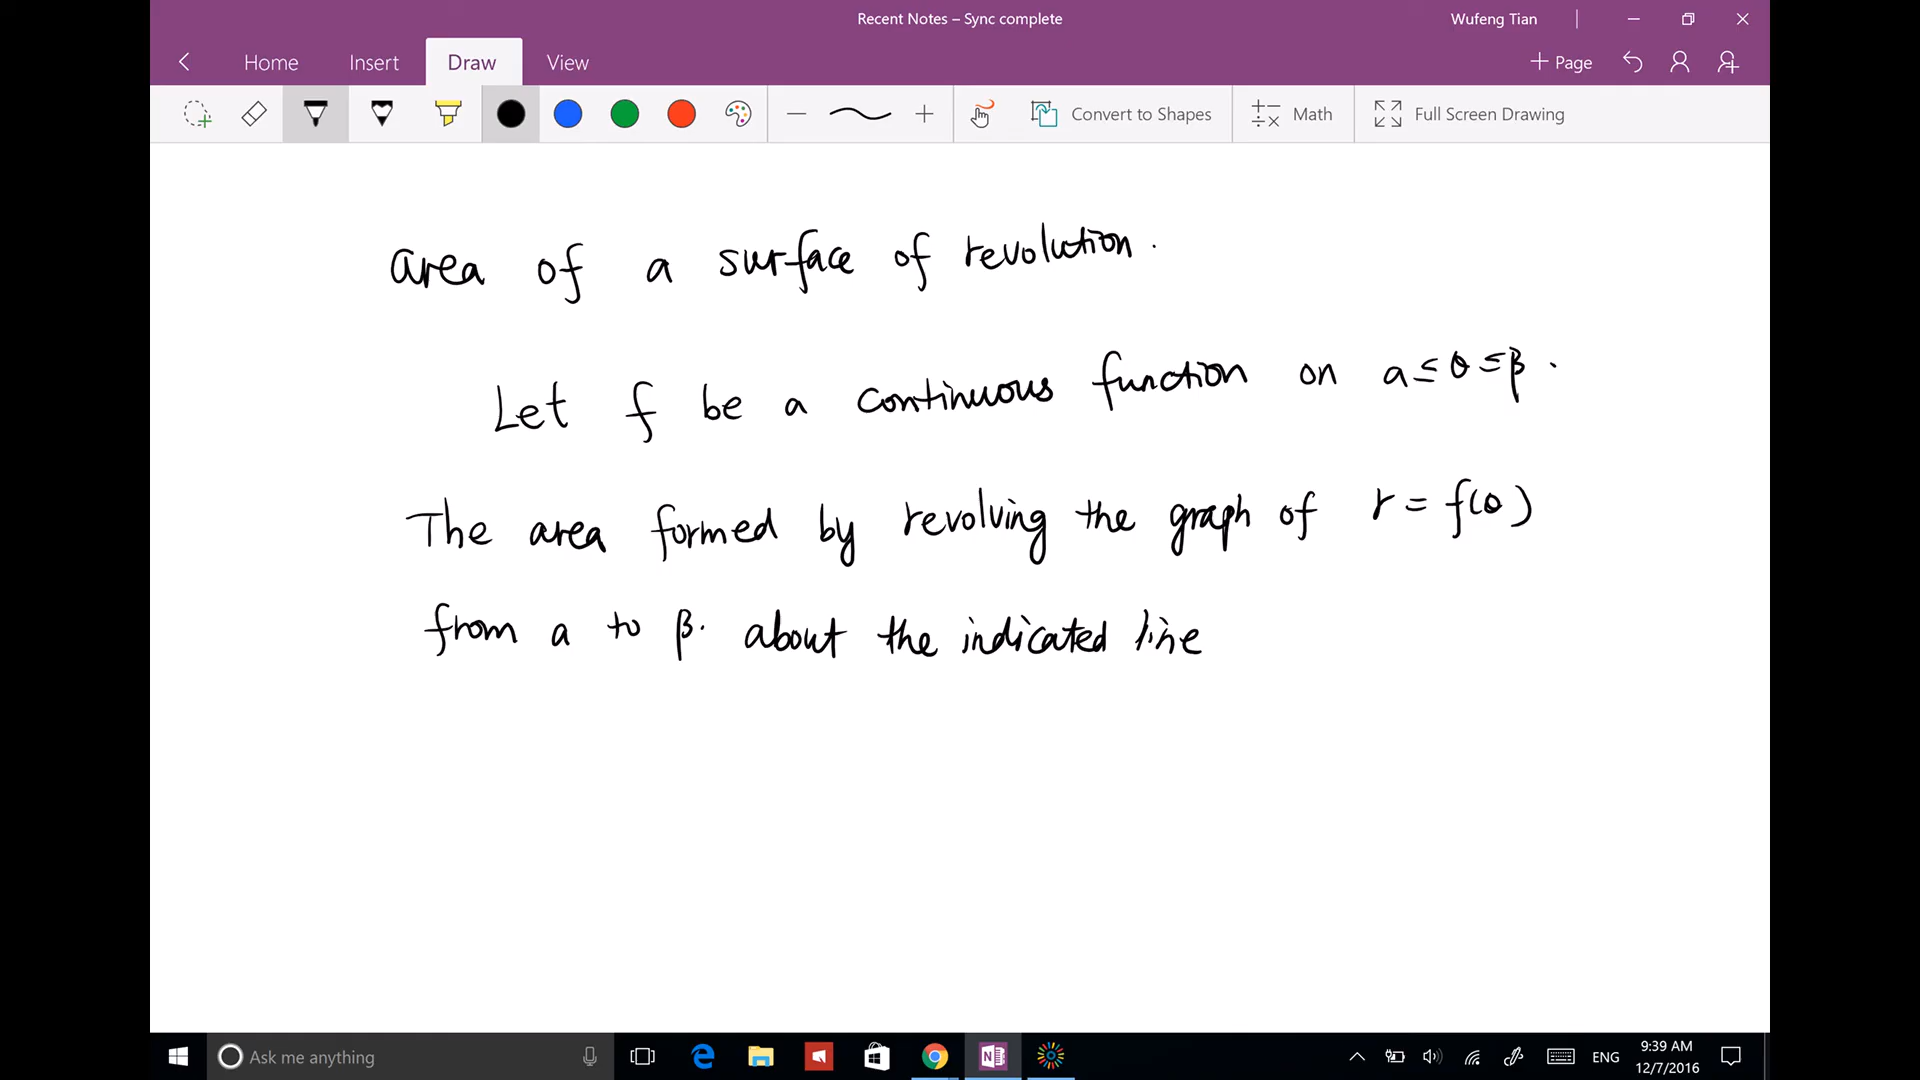 Recent Notes – Sync complete
Wufeng Tian
Home Insert Draw View
Page
Convert to Shapes
Math
Full Screen Drawing
area of a surface of revolution.
Let f be a continuous function on a ≤ θ ≤ β.
The area formed by revolving the graph of r = f(θ)
from a to β. about the indicated line
Ask me anything
ENG
9:39 AM
12/7/2016